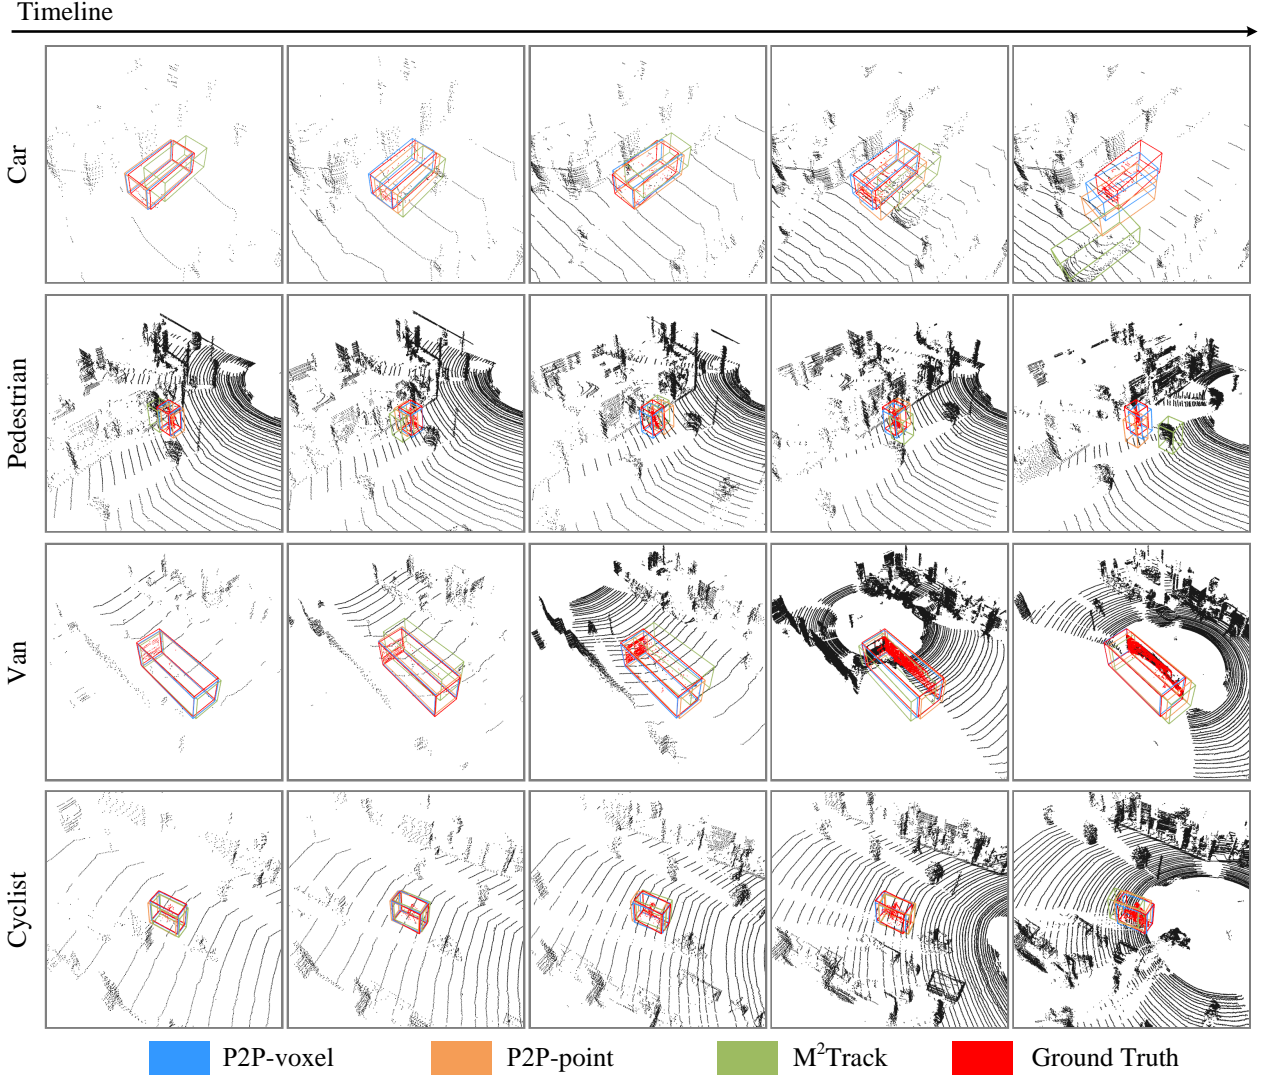 Timeline
Car
Pedestrian
Van
Cyclist
P2P-voxel
P2P-point
M²Track
Ground Truth